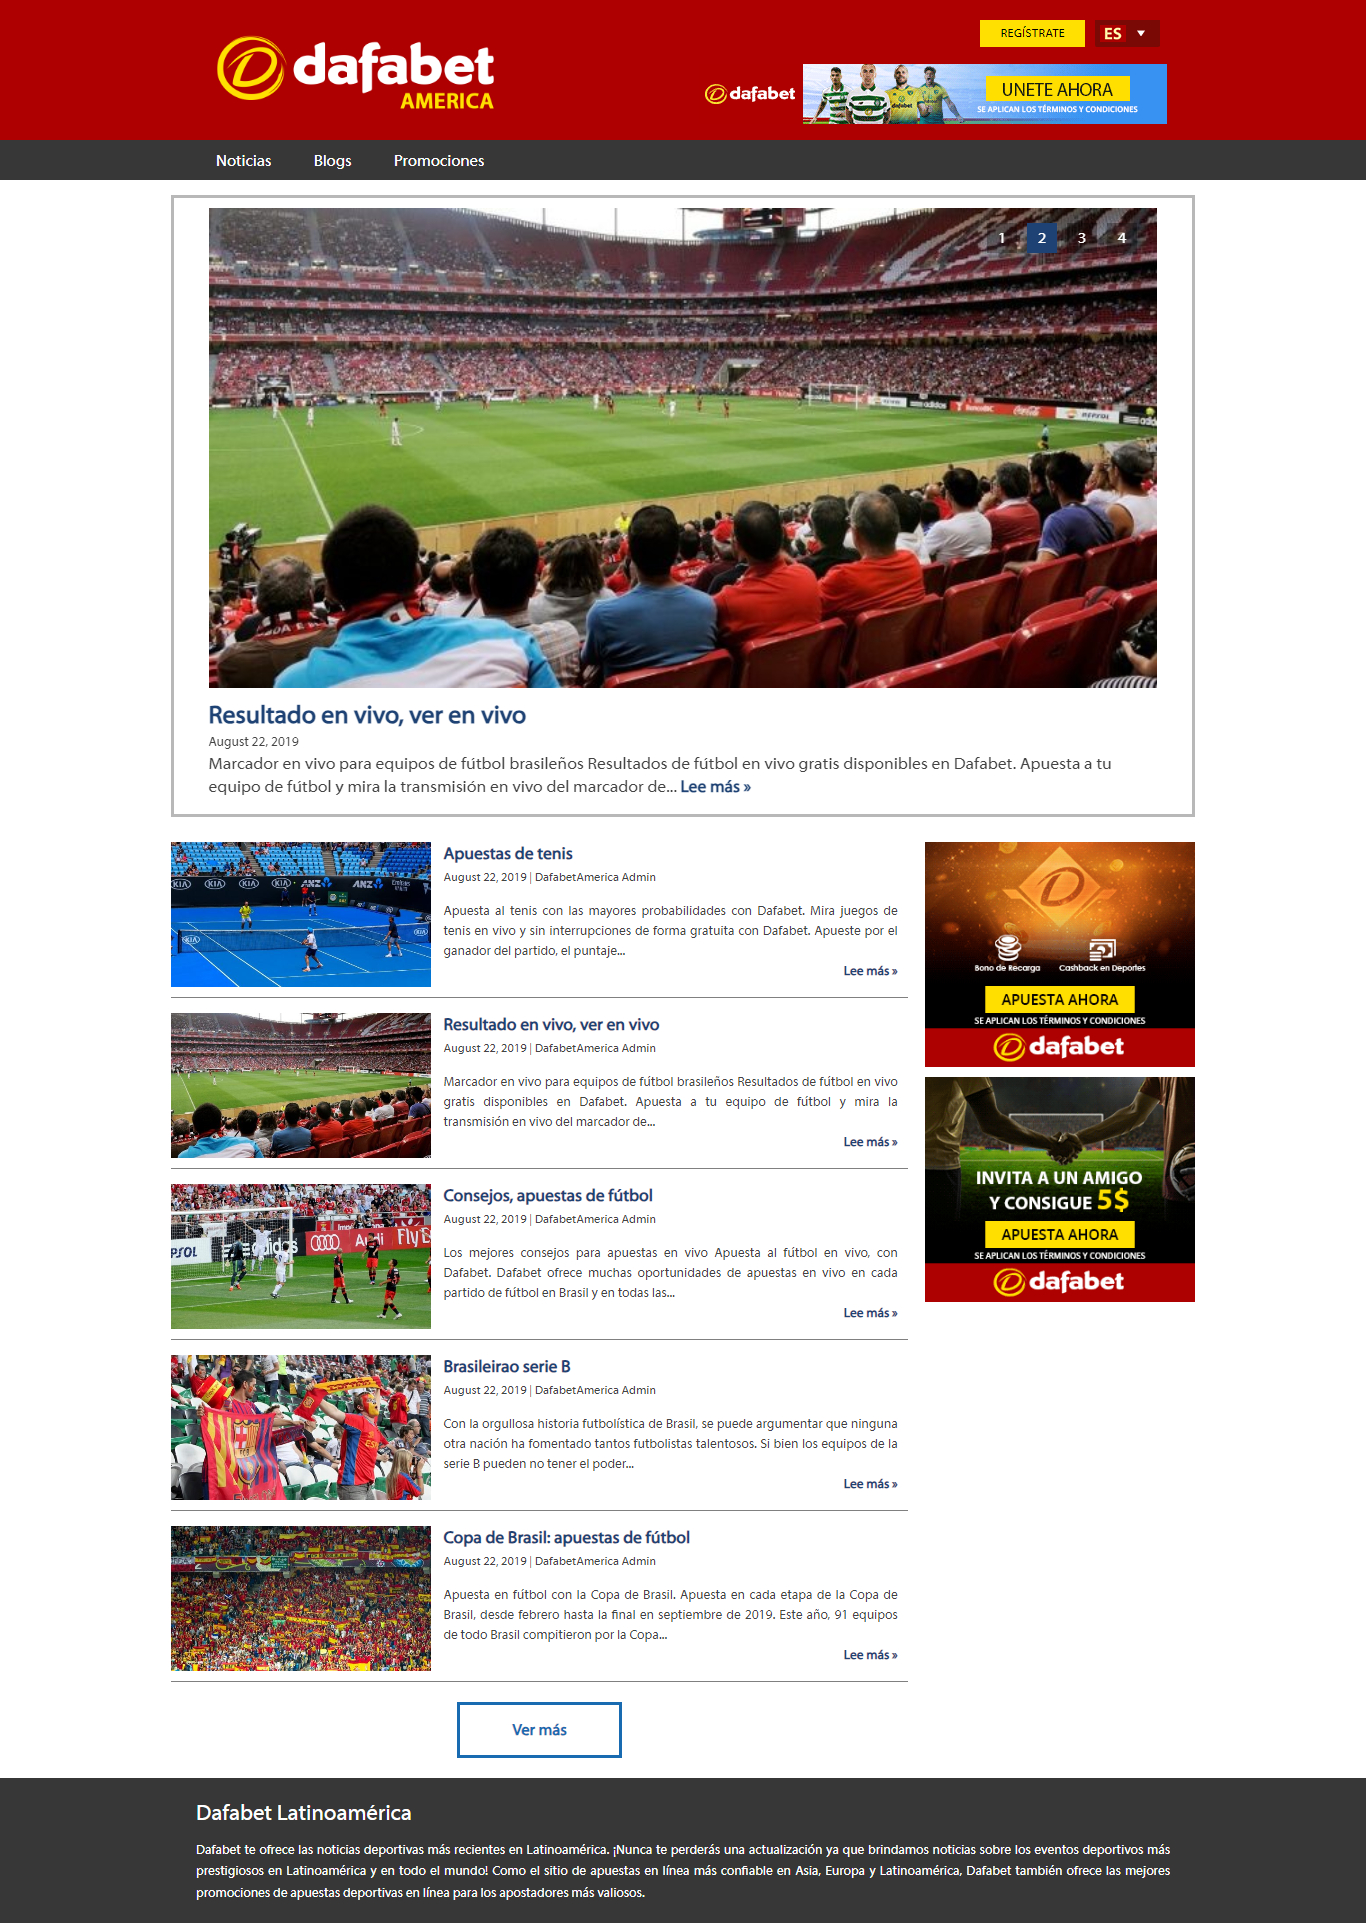 dafabet
AMERICA
REGÍSTRATE
ES
dafabet
UNETE AHORA
SE APLICAN LOS TÉRMINOS Y CONDICIONES
Noticias
Blogs
Promociones
1 2 3 4
Resultado en vivo, ver en vivo
August 22, 2019
Marcador en vivo para equipos de fútbol brasileños Resultados de fútbol en vivo gratis disponibles en Dafabet. Apuesta a tu
equipo de fútbol y mira la transmisión en vivo del marcador de... Lee más »
Apuestas de tenis
August 22, 2019 | DafabetAmerica Admin
Apuesta al tenis con las mayores probabilidades con Dafabet. Mira juegos de
tenis en vivo y sin interrupciones de forma gratuita con Dafabet. Apueste por el
ganador del partido, el puntaje...
Lee más »
Resultado en vivo, ver en vivo
August 22, 2019 | DafabetAmerica Admin
Marcador en vivo para equipos de fútbol brasileños Resultados de fútbol en vivo
gratis disponibles en Dafabet. Apuesta a tu equipo de fútbol y mira la
transmisión en vivo del marcador de...
Lee más »
Consejos, apuestas de fútbol
August 22, 2019 | DafabetAmerica Admin
Los mejores consejos para apuestas en vivo Apuesta al fútbol en vivo, con
Dafabet. Dafabet ofrece muchas oportunidades de apuestas en vivo en cada
partido de fútbol en Brasil y en todas las...
Lee más »
Brasileirao serie B
August 22, 2019 | DafabetAmerica Admin
Con la orgullosa historia futbolística de Brasil, se puede argumentar que ninguna
otra nación ha fomentado tantos futbolistas talentosos. Si bien los equipos de la
serie B pueden no tener el poder...
Lee más »
Copa de Brasil: apuestas de fútbol
August 22, 2019 | DafabetAmerica Admin
Apuesta en fútbol con la Copa de Brasil. Apuesta en cada etapa de la Copa de
Brasil, desde febrero hasta la final en septiembre de 2019. Este año, 91 equipos
de todo Brasil compitieron por la Copa...
Lee más »
Ver más
Bono de Recarga
Cashback en Deportes
APUESTA AHORA
SE APLICAN LOS TÉRMINOS Y CONDICIONES
dafabet
INVITA A UN AMIGO
Y CONSIGUE 5$
APUESTA AHORA
SE APLICAN LOS TÉRMINOS Y CONDICIONES
dafabet
Dafabet Latinoamérica
Dafabet te ofrece las noticias deportivas más recientes en Latinoamérica. ¡Nunca te perderás una actualización ya que brindamos noticias sobre los eventos deportivos más
prestigiosos en Latinoamérica y en todo el mundo! Como el sitio de apuestas en línea más confiable en Asia, Europa y Latinoamérica, Dafabet también ofrece las mejores
promociones de apuestas deportivas en línea para los apostadores más valiosos.